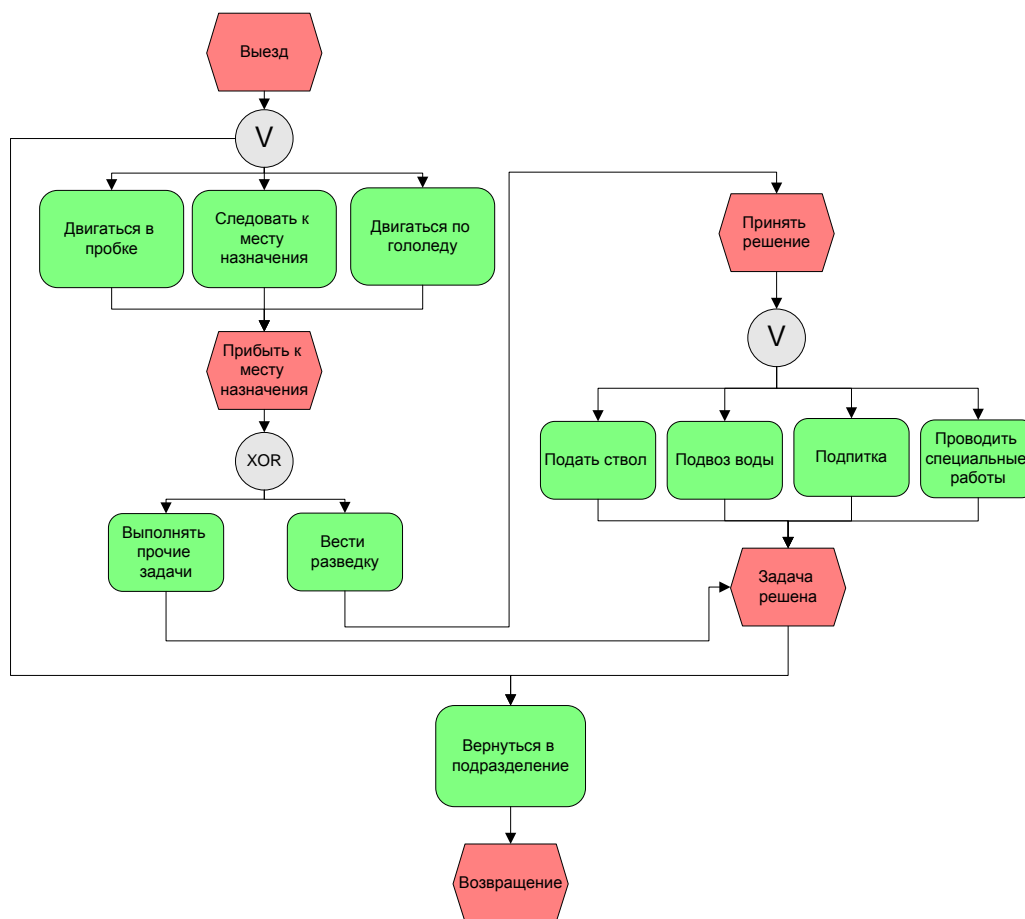 Выезд
V
Двигаться в
пробке
Следовать к
месту
назначения
Двигаться по
гололеду
Принять
решение
Прибыть к
месту
назначения
V
XOR
Подать ствол
Подвоз воды
Подпитка
Проводить
специальные
работы
Выполнять
прочие
задачи
Вести
разведку
Задача
решена
Вернуться в
подразделение
Возвращение